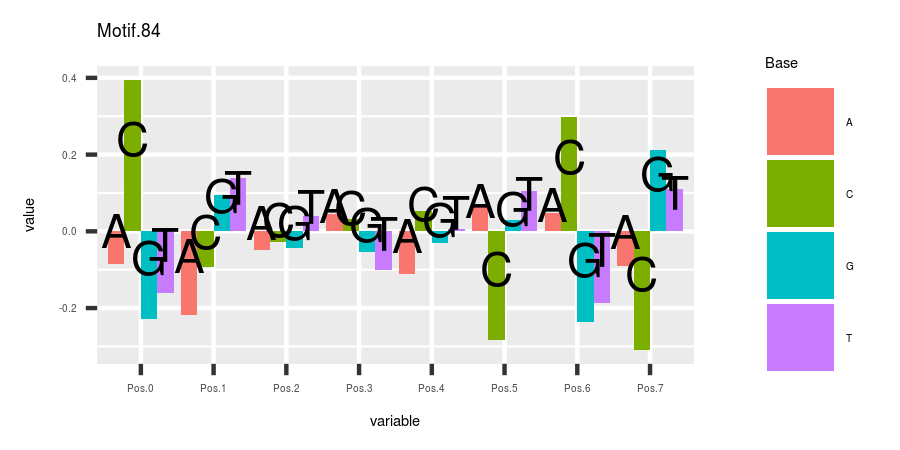 Motif.84
Base
0.4
0.2
0.0
-0.2
value
A C G T A C G T A C G T A C G T A C G T A C G T A C G T A C G T
Pos.0 Pos.1 Pos.2 Pos.3 Pos.4 Pos.5 Pos.6 Pos.7
variable
A
C
G
T